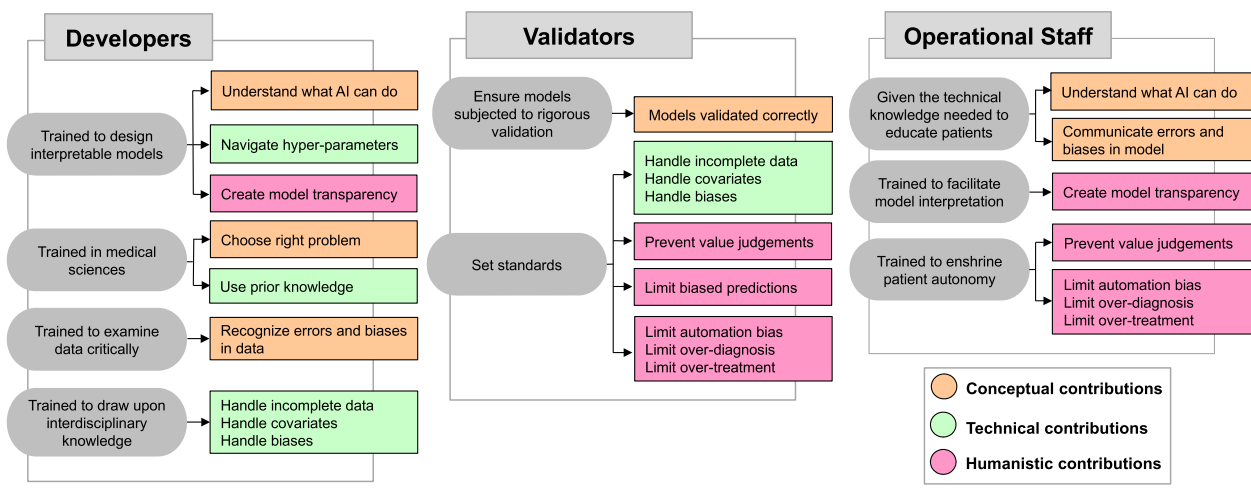 Developers
Trained to design
interpretable models
Understand what AI can do
Navigate hyper-parameters
Create model transparency
Trained in medical
sciences
Choose right problem
Use prior knowledge
Trained to examine
data critically
Recognize errors and biases
in data
Trained to draw upon
interdisciplinary
knowledge
Handle incomplete data
Handle covariates
Handle biases
Validators
Ensure models
subjected to rigorous
validation
Models validated correctly
Set standards
Handle incomplete data
Handle covariates
Handle biases
Prevent value judgements
Limit biased predictions
Limit automation bias
Limit over-diagnosis
Limit over-treatment
Operational Staff
Given the technical
knowledge needed to
educate patients
Understand what AI can do
Communicate errors and
biases in model
Trained to facilitate
model interpretation
Create model transparency
Trained to enshrine
patient autonomy
Prevent value judgements
Limit automation bias
Limit over-diagnosis
Limit over-treatment
Conceptual contributions
Technical contributions
Humanistic contributions